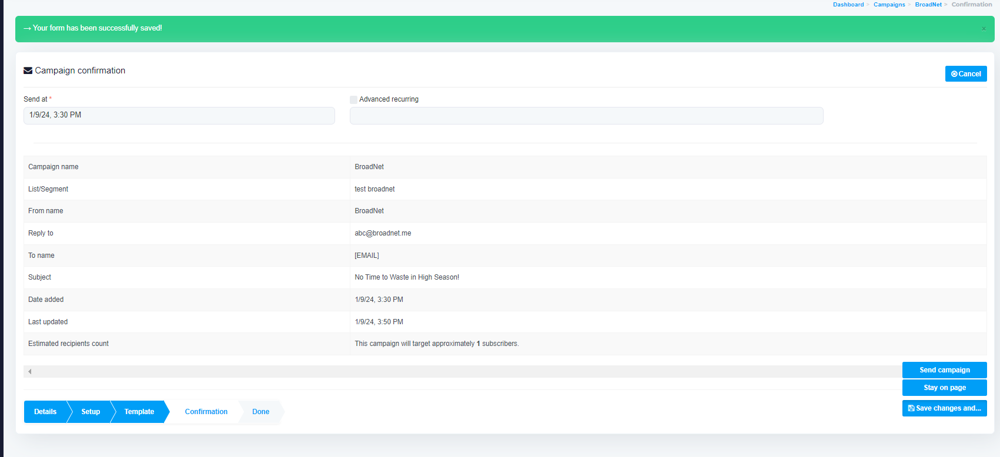 Dashboard > Campaigns > BroadNet > Confirmation
→ Your form has been successfully saved! ×
Campaign confirmation
Cancel
Send at *
Advanced recurring
1/9/24, 3:30 PM
Campaign name BroadNet
List/Segment test broadnet
From name BroadNet
Reply to abc@broadnet.me
To name [EMAIL]
Subject No Time to Waste in High Season!
Date added 1/9/24, 3:30 PM
Last updated 1/9/24, 3:50 PM
Estimated recipients count This campaign will target approximately 1 subscribers.
Send campaign
Stay on page
Save changes and...
Details Setup Template Confirmation Done